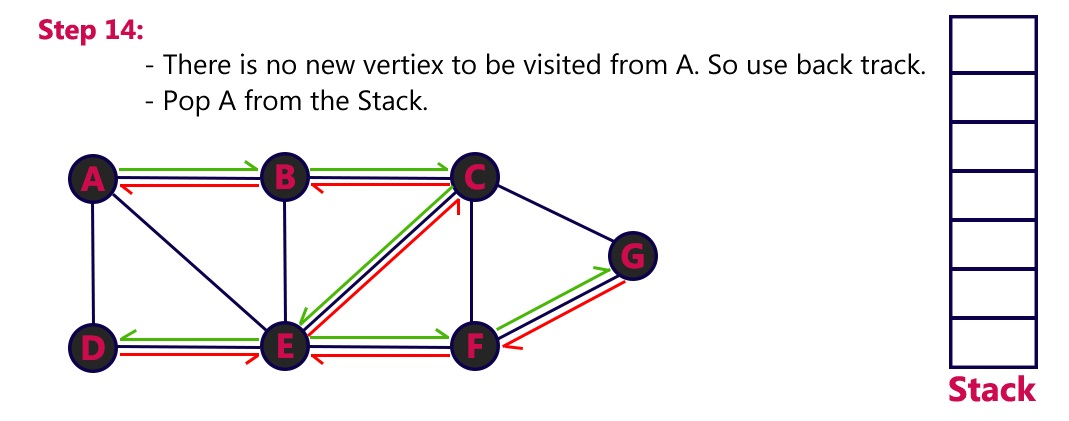 Step 14:
- There is no new vertiex to be visited from A. So use back track.
- Pop A from the Stack.
A
B
C
G
D
E
F
Stack